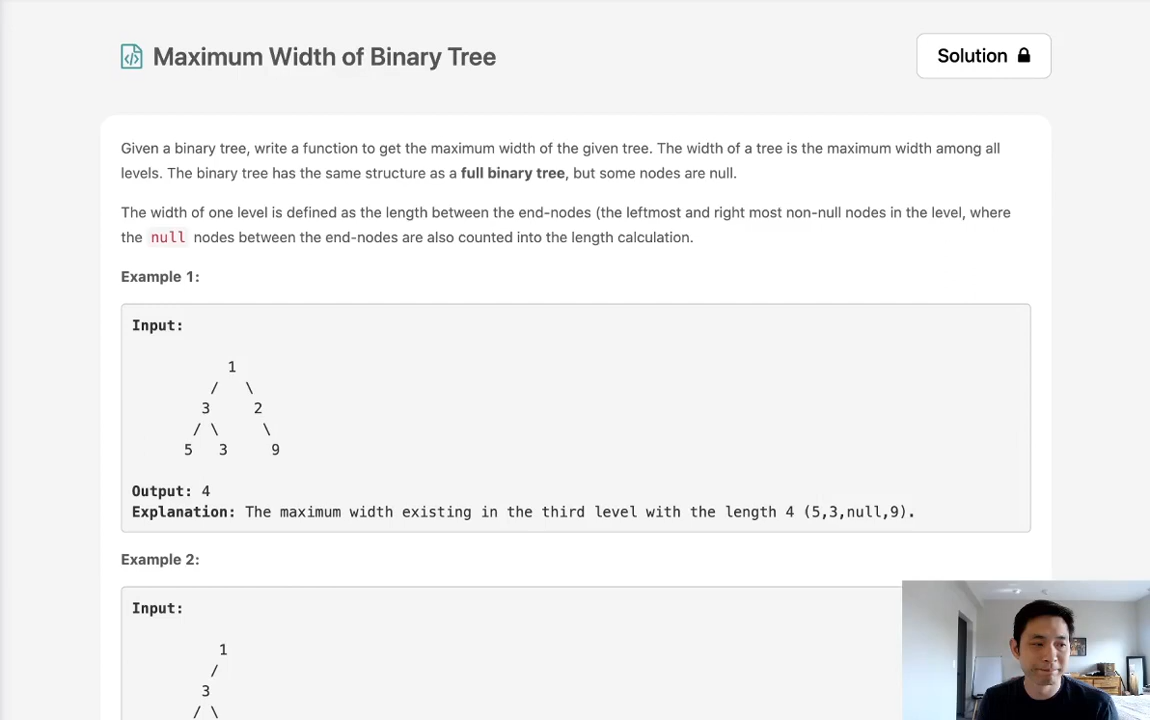 Maximum Width of Binary Tree
Solution
Given a binary tree, write a function to get the maximum width of the given tree. The width of a tree is the maximum width among all
levels. The binary tree has the same structure as a full binary tree, but some nodes are null.
The width of one level is defined as the length between the end-nodes (the leftmost and right most non-null nodes in the level, where
the null nodes between the end-nodes are also counted into the length calculation.
Example 1:
Input:
1
/ \
3 2
/ \ \
5 3 9
Output: 4
Explanation: The maximum width existing in the third level with the length 4 (5,3,null,9).
Example 2:
Input:
1
/
3
/ \